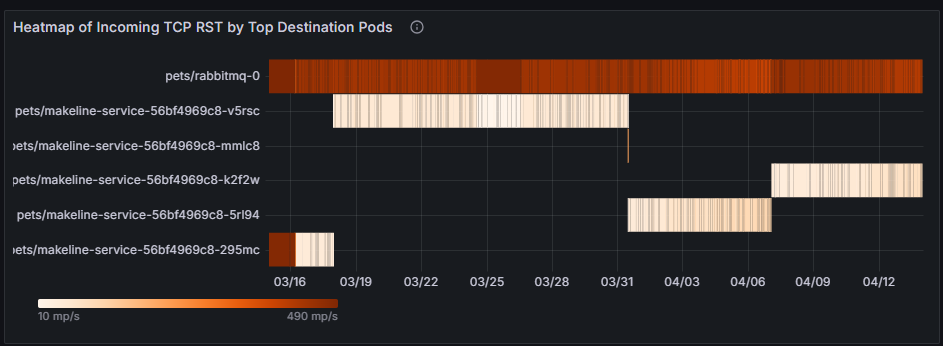 Heatmap of Incoming TCP RST by Top Destination Pods
pets/rabbitmq-0
pets/makeline-service-56bf4969c8-v5rsc
pets/makeline-service-56bf4969c8-mmlc8
pets/makeline-service-56bf4969c8-k2f2w
pets/makeline-service-56bf4969c8-5rl94
pets/makeline-service-56bf4969c8-295mc
03/16 03/19 03/22 03/25 03/28 03/31 04/03 04/06 04/09 04/12
10 mp/s 490 mp/s